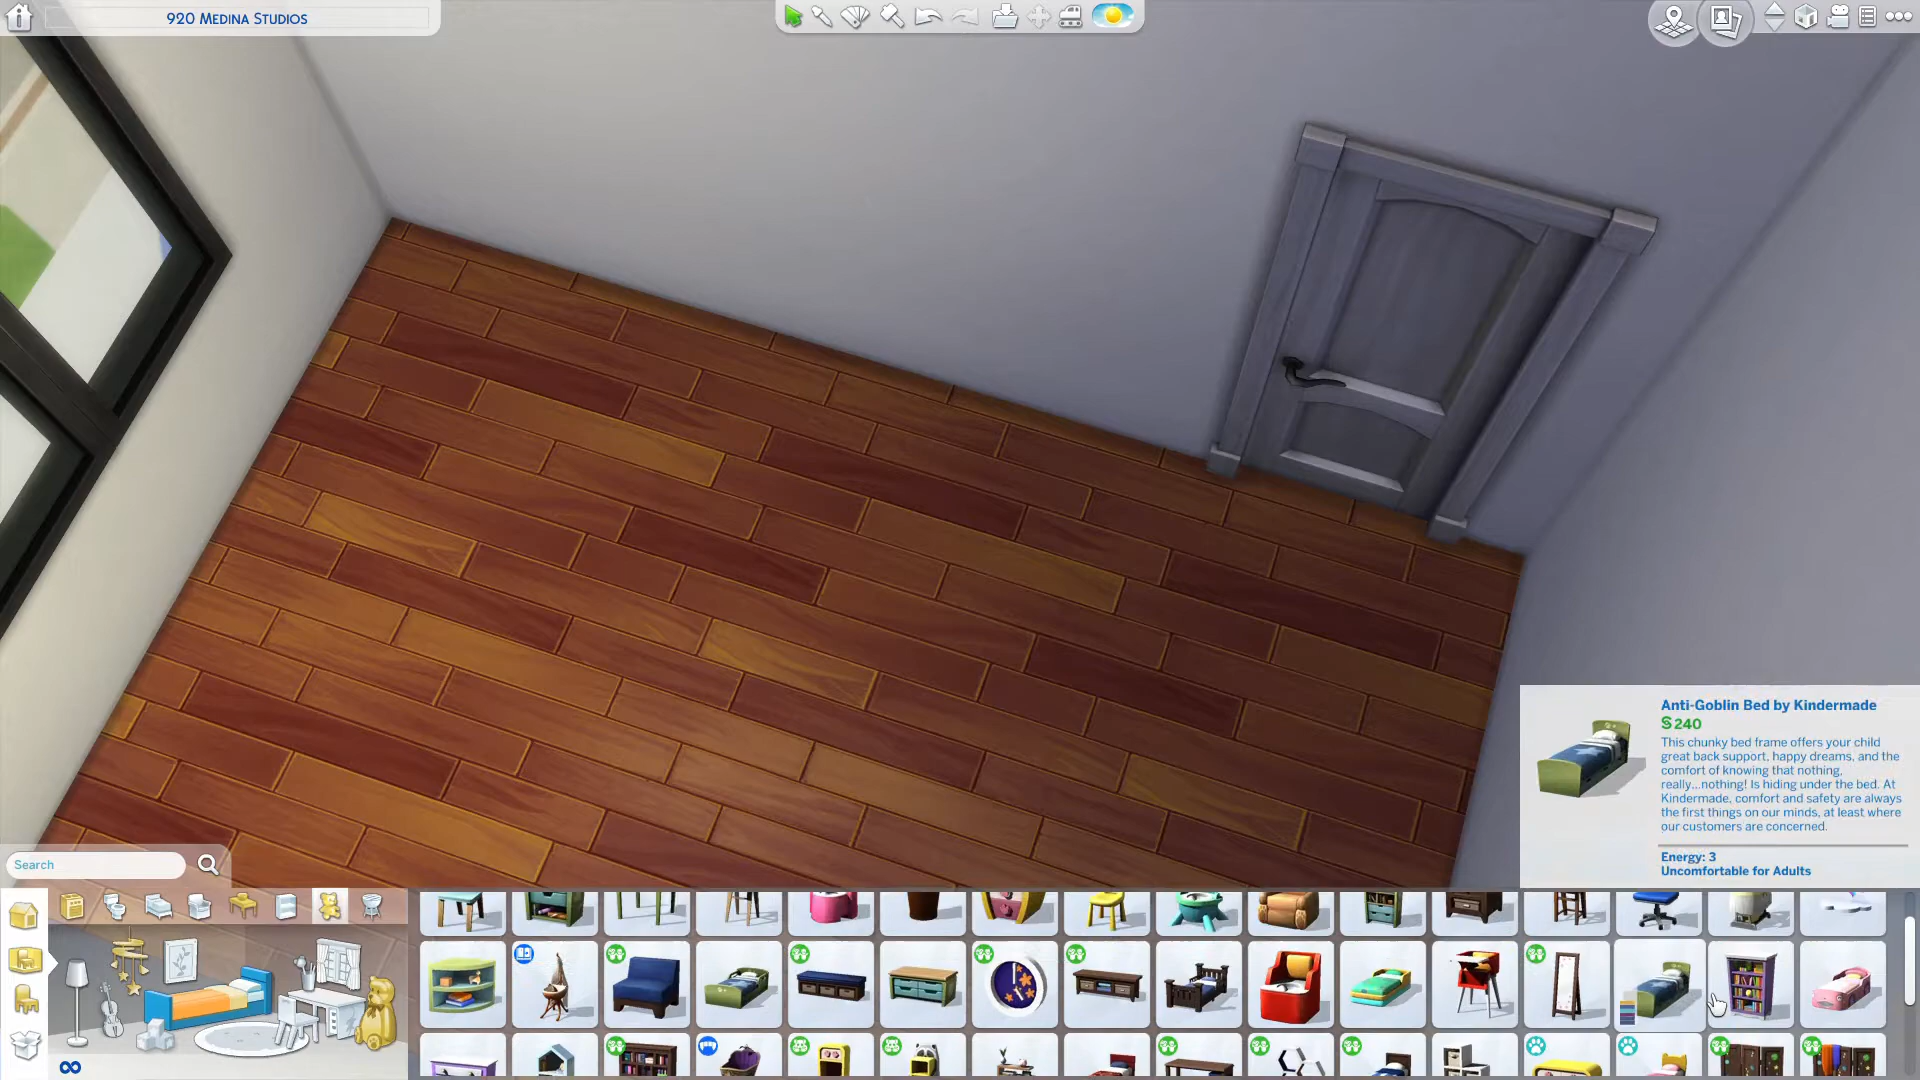 920 Medina Studios
Anti-Goblin Bed by Kindermade
§240
This chunky bed frame offers your child
great back support, happy dreams, and the
comfort of knowing that nothing,
really...nothing! Is hiding under the bed. At
Kindermade, comfort and safety are always
the first things on our minds, at least where
our customers are concerned.
Energy: 3
Uncomfortable for Adults
Search